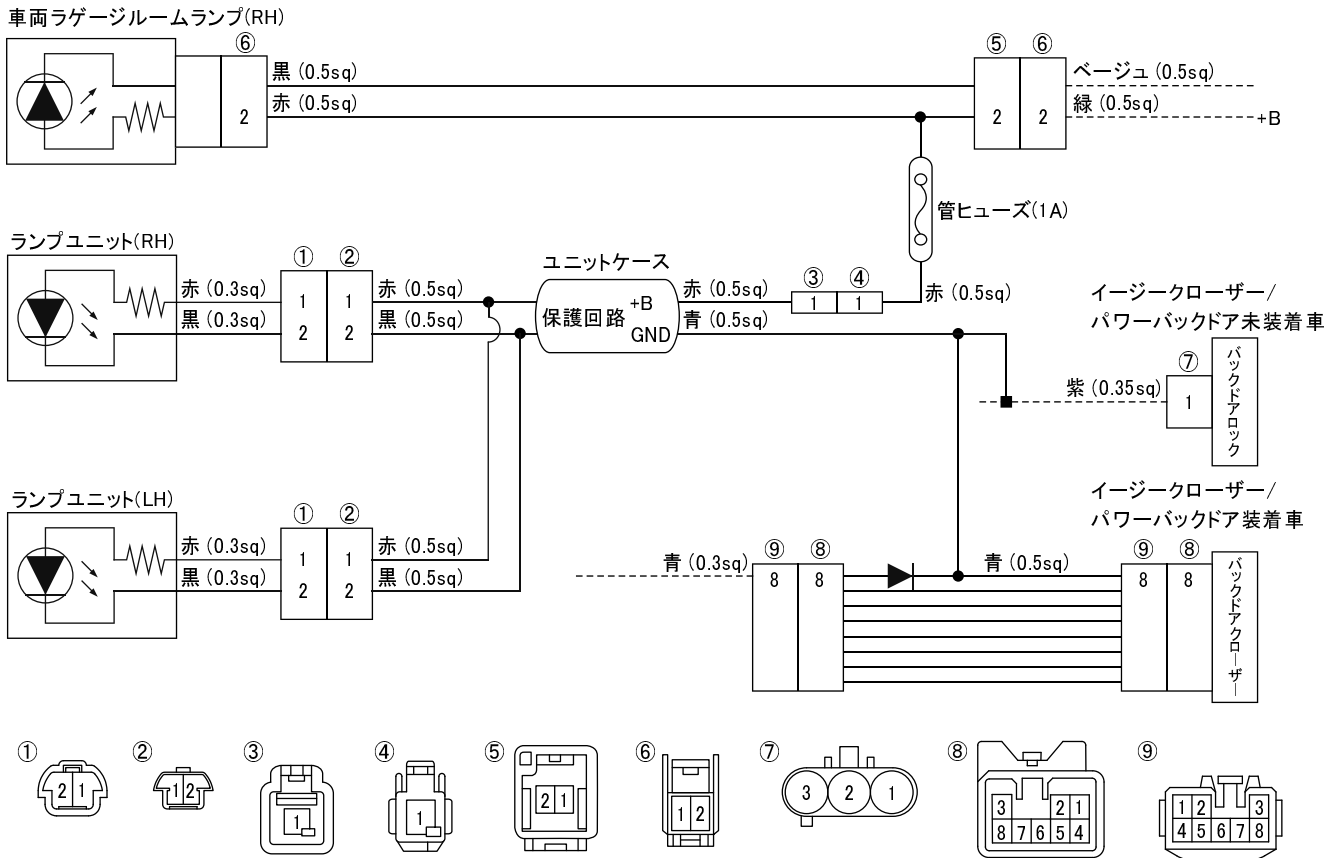 車両ラゲージルームランプ(RH)
⑥
2
黒 (0.5sq)
赤 (0.5sq)
⑤ ⑥
2 2
ベージュ (0.5sq)
緑 (0.5sq)
+B
管ヒューズ(1A)
ランプユニット(RH)
赤 (0.3sq)
黒 (0.3sq)
① ②
1 1
2 2
赤 (0.5sq)
黒 (0.5sq)
ユニットケース
保護回路
+B
GND
赤 (0.5sq)
青 (0.5sq)
③ ④
1 1
赤 (0.5sq)
イージークローザー/
パワーバックドア未装着車
紫 (0.35sq)
⑦
1
バックドアロック
ランプユニット(LH)
赤 (0.3sq)
黒 (0.3sq)
① ②
1 1
2 2
赤 (0.5sq)
黒 (0.5sq)
イージークローザー/
パワーバックドア装着車
青 (0.3sq)
⑨ ⑧
8 8
青 (0.5sq)
⑨ ⑧
8 8
バックドアクローザー
①
2 1
②
1 2
③
1
④
1
⑤
2 1
⑥
1 2
⑦
3 2 1
⑧
3 2 1
8 7 6 5 4
⑨
1 2 3
4 5 6 7 8